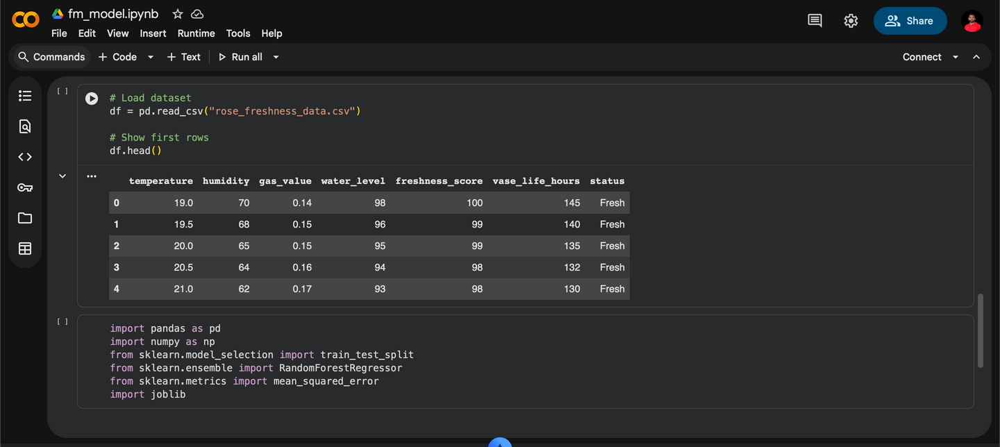 fm_model.ipynb
File Edit View Insert Runtime Tools Help
Share
Commands + Code + Text Run all
Connect
[ ]
# Load dataset
df = pd.read_csv("rose_freshness_data.csv")
# Show first rows
df.head()
temperature humidity gas_value water_level freshness_score vase_life_hours status
0 19.0 70 0.14 98 100 145 Fresh
1 19.5 68 0.15 96 99 140 Fresh
2 20.0 65 0.15 95 99 135 Fresh
3 20.5 64 0.16 94 98 132 Fresh
4 21.0 62 0.17 93 98 130 Fresh
[ ]
import pandas as pd
import numpy as np
from sklearn.model_selection import train_test_split
from sklearn.ensemble import RandomForestRegressor
from sklearn.metrics import mean_squared_error
import joblib